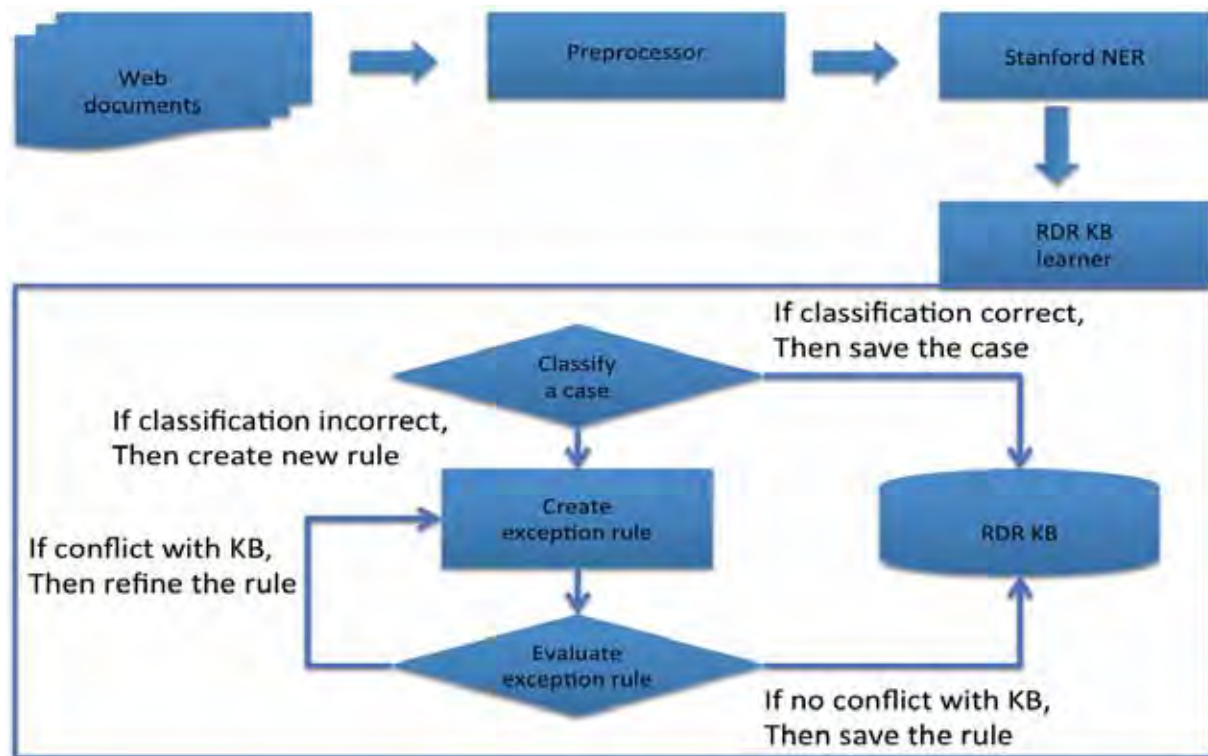 Web
documents
Preprocessor
Stanford NER
RDR KB
learner
If classification correct,
Then save the case
Classify
a case
If classification incorrect,
Then create new rule
Create
exception rule
RDR KB
If conflict with KB,
Then refine the rule
Evaluate
exception rule
If no conflict with KB,
Then save the rule